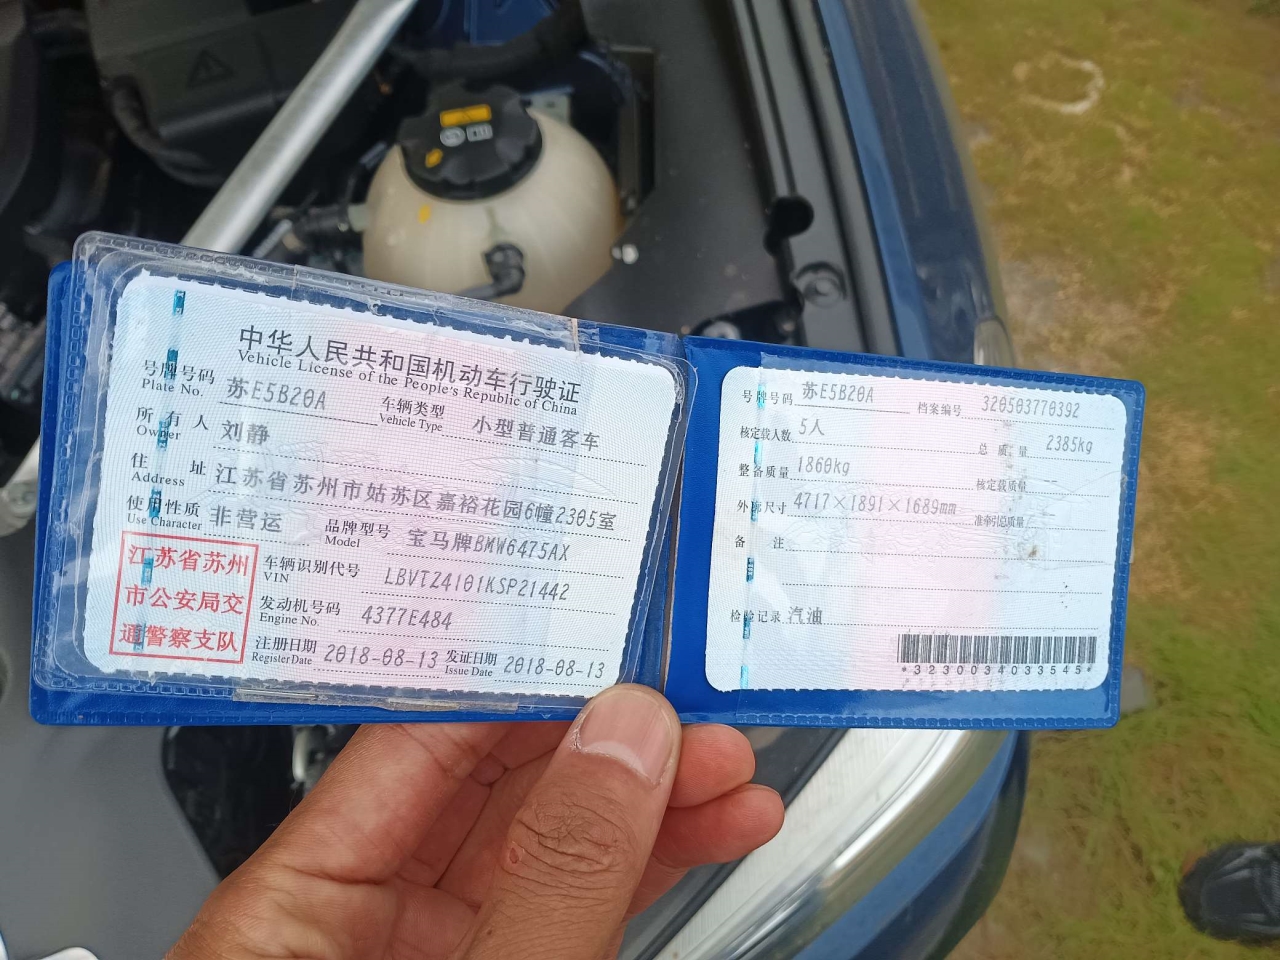 中华人民共和国机动车行驶证
Vehicle License of the People's Republic of China
号牌号码 苏E5B20A 车辆类型 小型普通客车
Plate No. Vehicle Type
所有人 刘静
Owner
住址 江苏省苏州市姑苏区嘉裕花园6幢2305室
Address
使用性质 非营运 品牌型号 宝马牌BMW6475AX
Use Character Model
江苏省苏州
市公安局交
通警察支队
车辆识别代号 LBVTZ4101KSP21442
VIN
发动机号码 4377E484
Engine No.
注册日期 2018-08-13 发证日期 2018-08-13
Register Date Issue Date
号牌号码 苏E5B20A 档案编号 320503770392
核定载人数 5人 总质量 2385kg
整备质量 1860kg 核定载质量 ——
外廓尺寸 4717×1891×1689mm 准牵引总质量
备注
检验记录 汽油
*3230034033545*